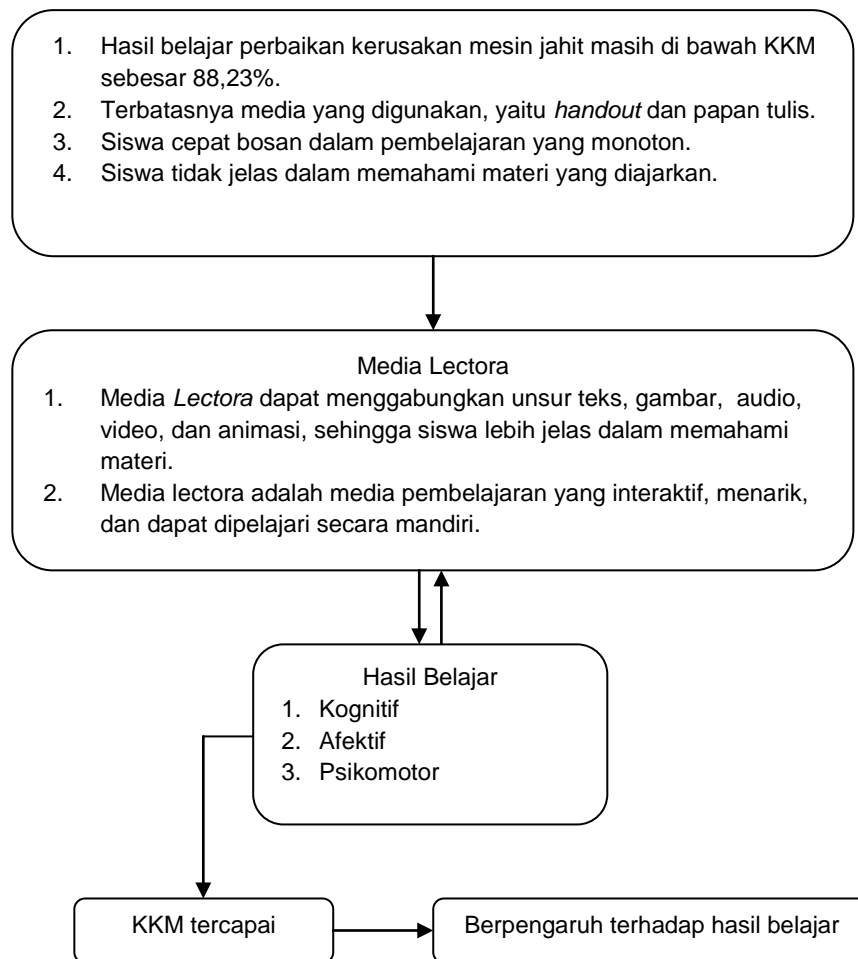 1. Hasil belajar perbaikan kerusakan mesin jahit masih di bawah KKM
sebesar 88,23%.
2. Terbatasnya media yang digunakan, yaitu handout dan papan tulis.
3. Siswa cepat bosan dalam pembelajaran yang monoton.
4. Siswa tidak jelas dalam memahami materi yang diajarkan.
Media Lectora
1. Media Lectora dapat menggabungkan unsur teks, gambar, audio,
video, dan animasi, sehingga siswa lebih jelas dalam memahami
materi.
2. Media lectora adalah media pembelajaran yang interaktif, menarik,
dan dapat dipelajari secara mandiri.
Hasil Belajar
1. Kognitif
2. Afektif
3. Psikomotor
KKM tercapai
Berpengaruh terhadap hasil belajar